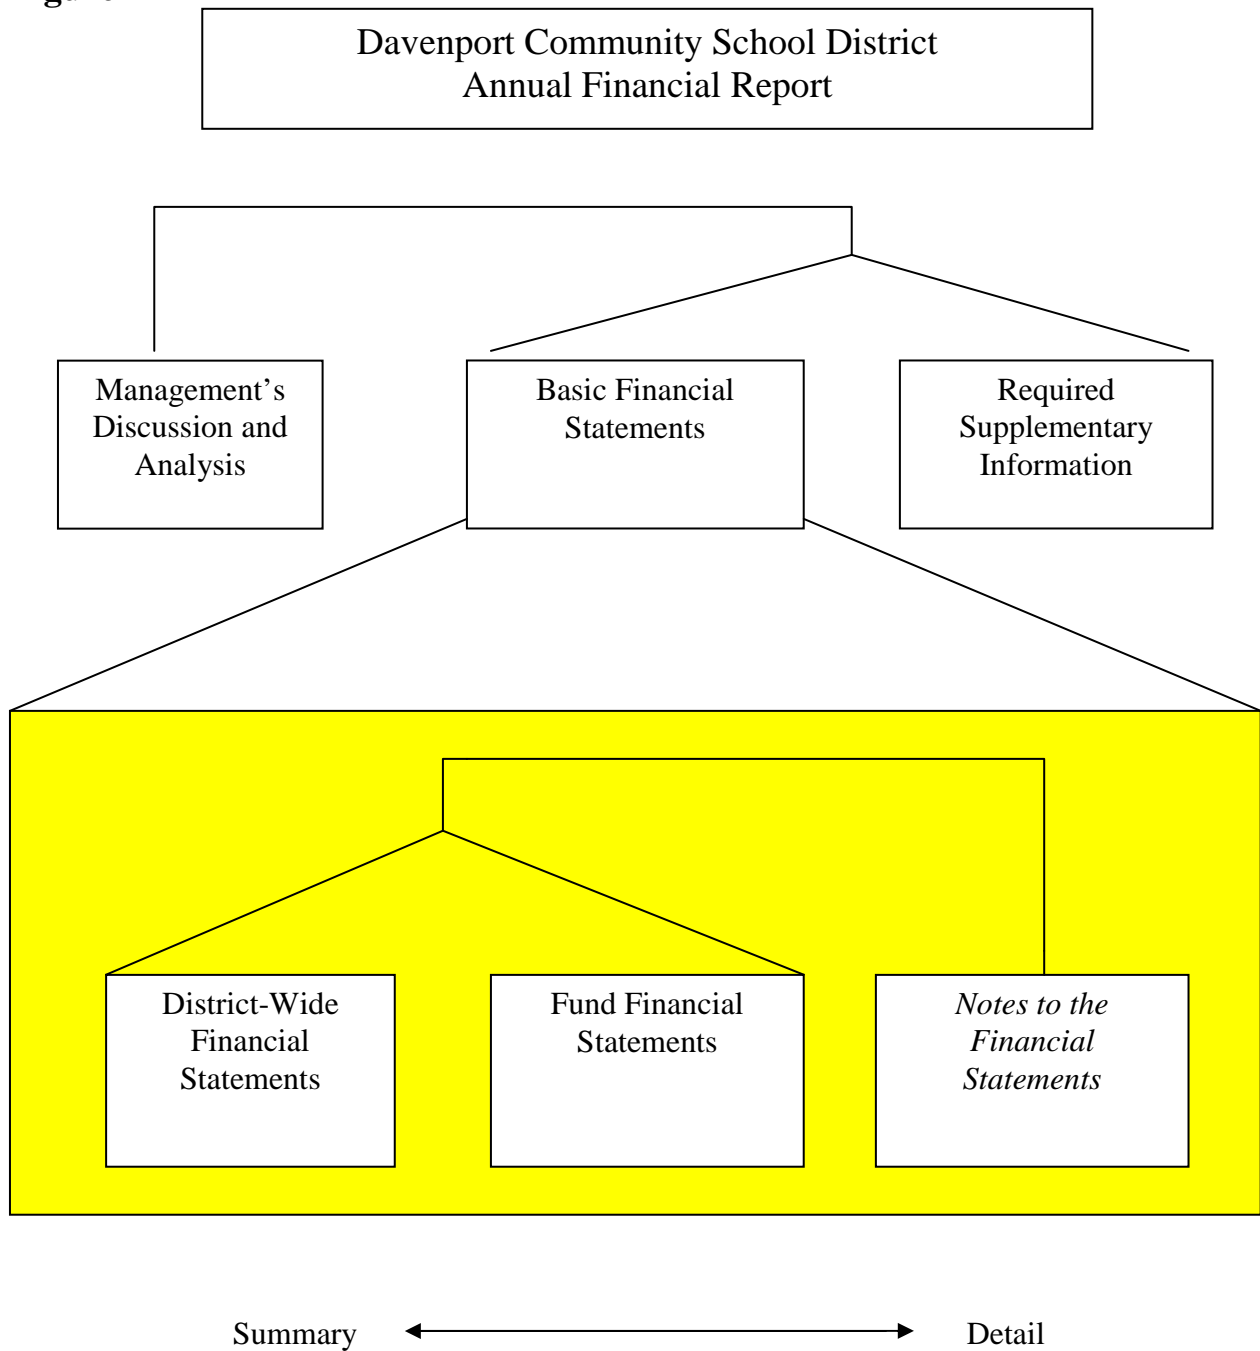 Davenport Community School District
Annual Financial Report
Management’s
Discussion and
Analysis
Basic Financial
Statements
Required
Supplementary
Information
District-Wide
Financial
Statements
Fund Financial
Statements
Notes to the
Financial
Statements
Summary
Detail